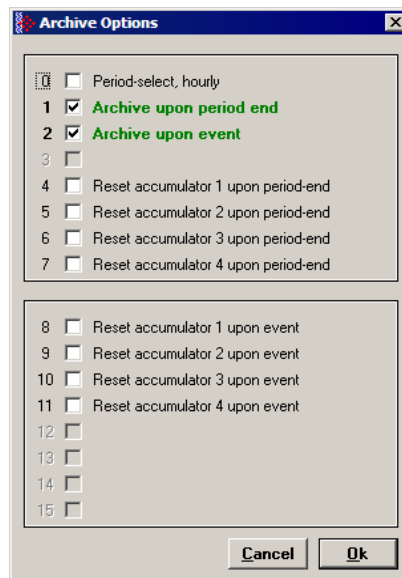 Archive Options
0 Period-select, hourly
1 Archive upon period end
2 Archive upon event
3
4 Reset accumulator 1 upon period-end
5 Reset accumulator 2 upon period-end
6 Reset accumulator 3 upon period-end
7 Reset accumulator 4 upon period-end
8 Reset accumulator 1 upon event
9 Reset accumulator 2 upon event
10 Reset accumulator 3 upon event
11 Reset accumulator 4 upon event
12
13
14
15
Cancel Ok